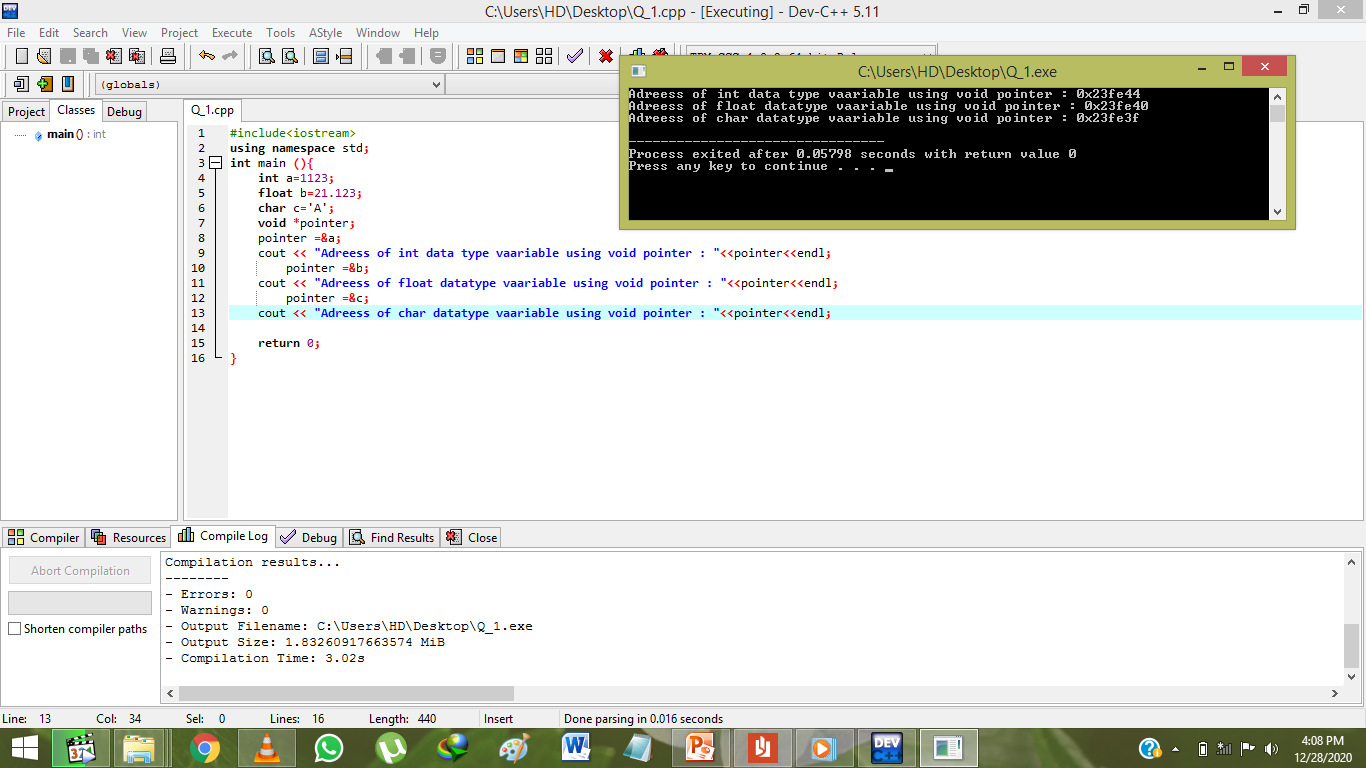 C:\Users\HD\Desktop\Q_1.cpp - [Executing] - Dev-C++ 5.11
File Edit Search View Project Execute Tools AStyle Window Help
(globals)
Project Classes Debug
main () : int
Q_1.cpp
1 #include<iostream>
2 using namespace std;
3 int main (){
4 int a=1123;
5 float b=21.123;
6 char c='A';
7 void *pointer;
8 pointer =&a;
9 cout << "Adreess of int data type vaariable using void pointer : "<<pointer<<endl;
10 pointer =&b;
11 cout << "Adreess of float datatype vaariable using void pointer : "<<pointer<<endl;
12 pointer =&c;
13 cout << "Adreess of char datatype vaariable using void pointer : "<<pointer<<endl;
14
15 return 0;
16 }
C:\Users\HD\Desktop\Q_1.exe
Adreess of int data type vaariable using void pointer : 0x23fe44
Adreess of float datatype vaariable using void pointer : 0x23fe40
Adreess of char datatype vaariable using void pointer : 0x23fe3f
--------------------------------
Process exited after 0.05798 seconds with return value 0
Press any key to continue . . .
Compiler Resources Compile Log Debug Find Results Close
Abort Compilation
Shorten compiler paths
Compilation results...
--------
- Errors: 0
- Warnings: 0
- Output Filename: C:\Users\HD\Desktop\Q_1.exe
- Output Size: 1.83260917663574 MiB
- Compilation Time: 3.02s
Line: 13 Col: 34 Sel: 0 Lines: 16 Length: 440 Insert Done parsing in 0.016 seconds
4:08 PM
12/28/2020